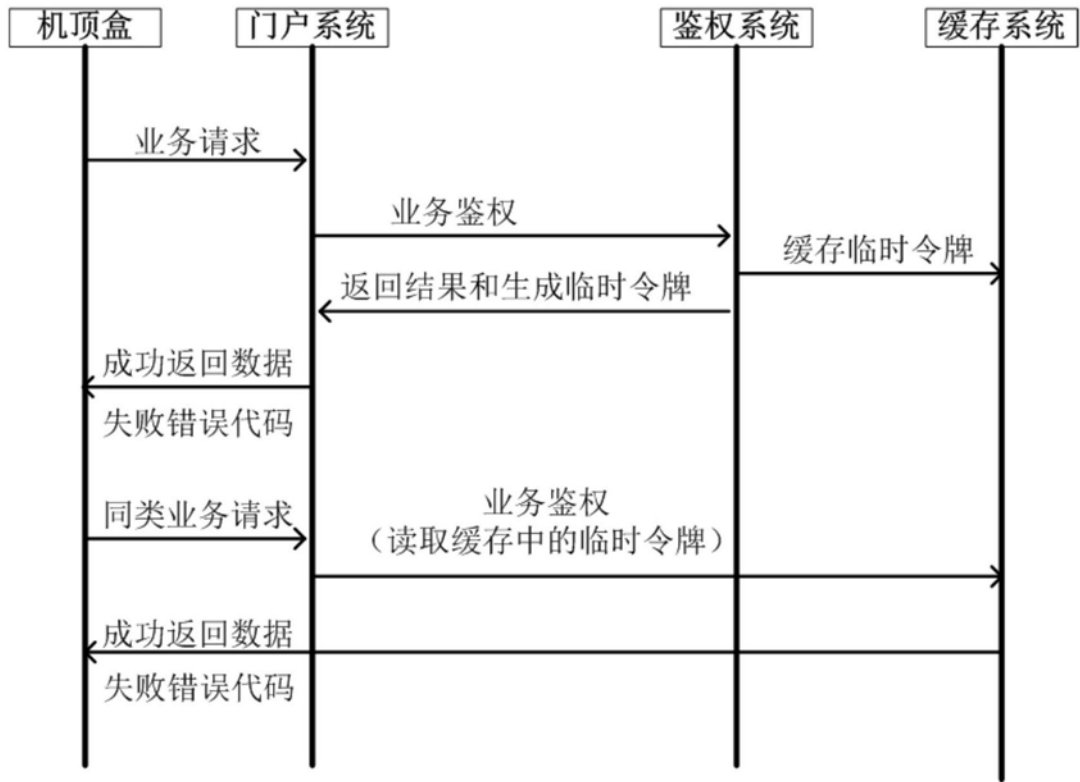 机顶盒
门户系统
鉴权系统
缓存系统
业务请求
业务鉴权
缓存临时令牌
返回结果和生成临时令牌
成功返回数据
失败错误代码
同类业务请求
业务鉴权
（读取缓存中的临时令牌）
成功返回数据
失败错误代码